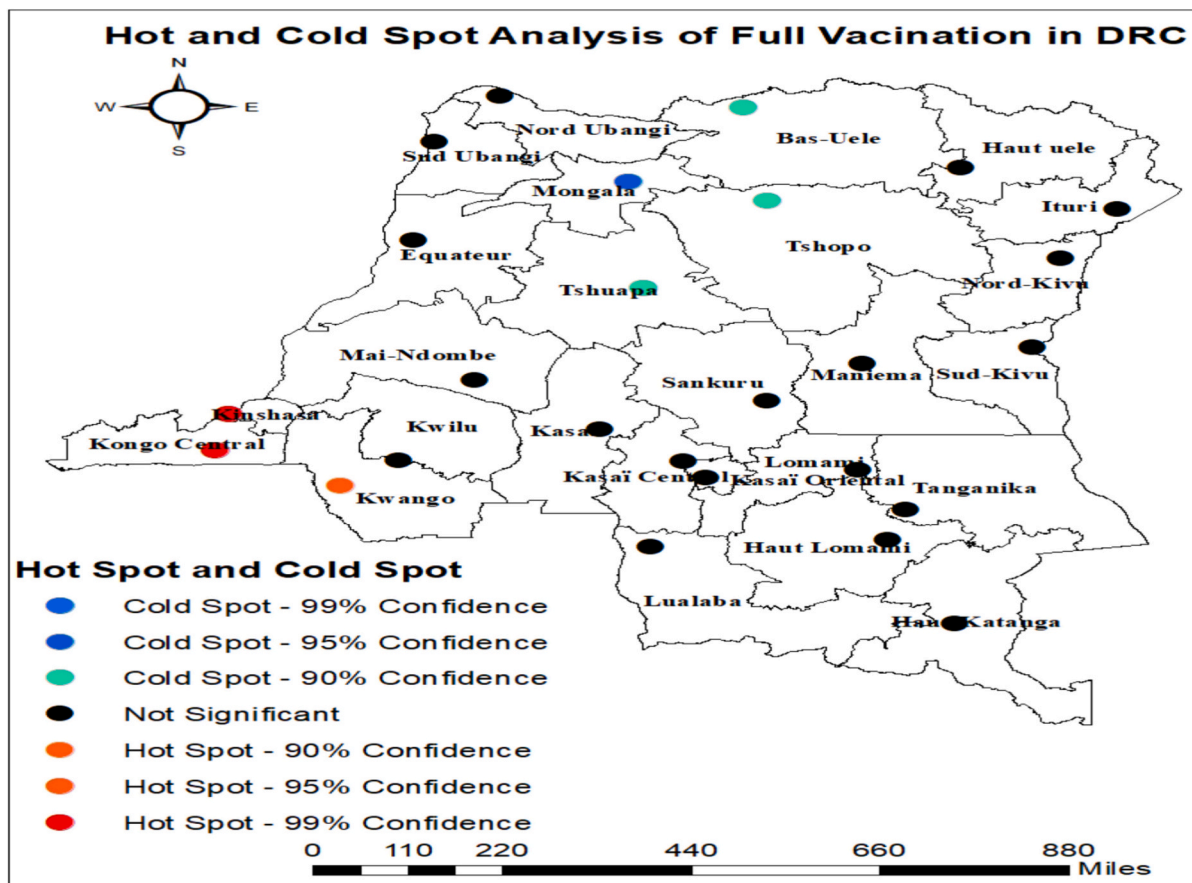 Hot and Cold Spot Analysis of Full Vacination in DRC
N
W
E
S
Nord Ubangi
Sud Ubangi
Bas-Uele
Haut uele
Mongala
Ituri
Equateur
Tshopo
Tshuapa
Nord-Kivu
Mai-Ndombe
Sankuru
Maniema
Sud-Kivu
Kinshasa
Kongo Central
Kwilu
Kasaï
Kasaï Central
Lomami
Kasaï Oriental
Tanganika
Kwango
Haut Lomami
Lualaba
Haut Katanga
Hot Spot and Cold Spot
Cold Spot - 99% Confidence
Cold Spot - 95% Confidence
Cold Spot - 90% Confidence
Not Significant
Hot Spot - 90% Confidence
Hot Spot - 95% Confidence
Hot Spot - 99% Confidence
0 110 220 440 660 880
Miles